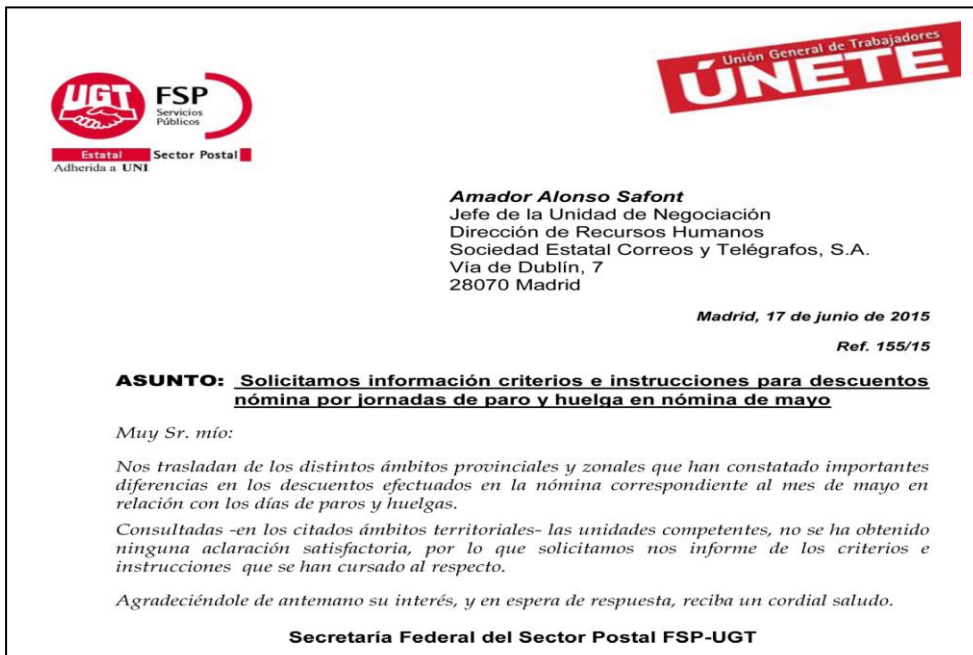 Unión General de Trabajadores
ÚNETE
UGT
FSP
Servicios
Públicos
Estatal Sector Postal
Adherida a UNI
Amador Alonso Safont
Jefe de la Unidad de Negociación
Dirección de Recursos Humanos
Sociedad Estatal Correos y Telégrafos, S.A.
Vía de Dublín, 7
28070 Madrid
Madrid, 17 de junio de 2015
Ref. 155/15
ASUNTO: Solicitamos información criterios e instrucciones para descuentos
nómina por jornadas de paro y huelga en nómina de mayo
Muy Sr. mío:
Nos trasladan de los distintos ámbitos provinciales y zonales que han constatado importantes
diferencias en los descuentos efectuados en la nómina correspondiente al mes de mayo en
relación con los días de paros y huelgas.
Consultadas -en los citados ámbitos territoriales- las unidades competentes, no se ha obtenido
ninguna aclaración satisfactoria, por lo que solicitamos nos informe de los criterios e
instrucciones que se han cursado al respecto.
Agradeciéndole de antemano su interés, y en espera de respuesta, reciba un cordial saludo.
Secretaría Federal del Sector Postal FSP-UGT